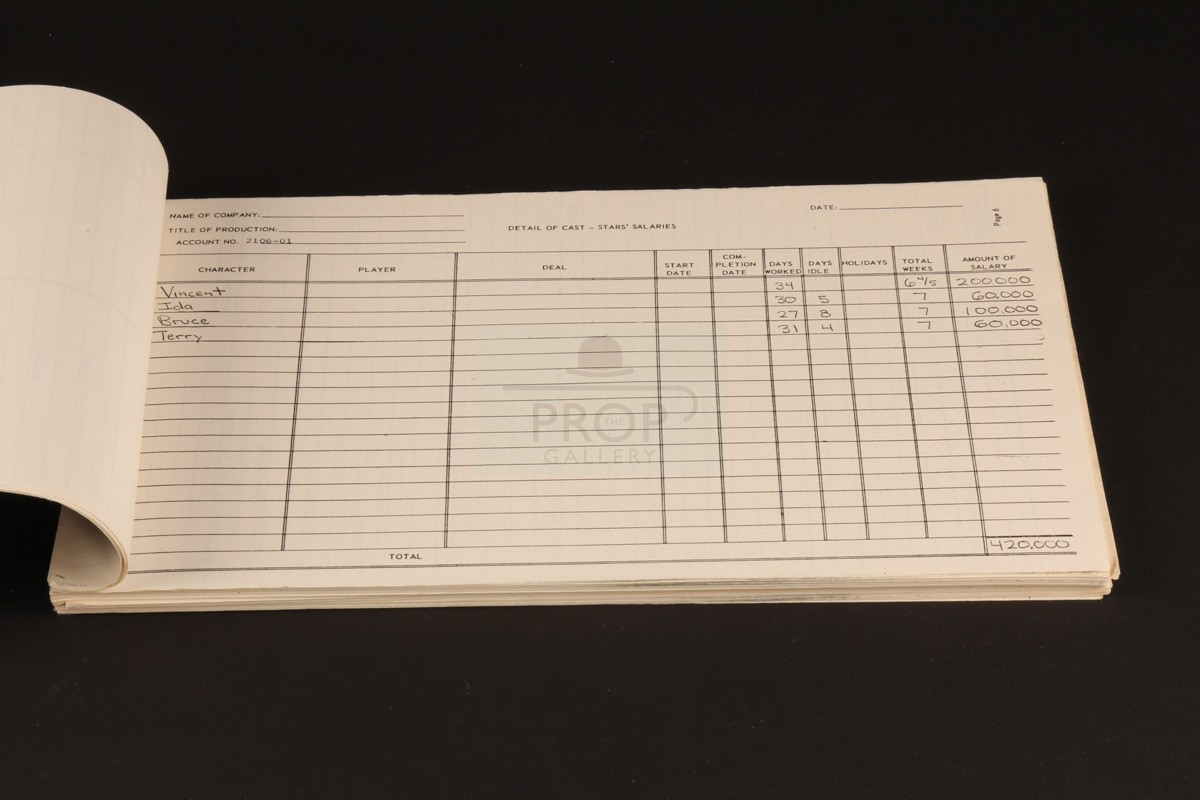 NAME OF COMPANY:
DATE:
Page 6
TITLE OF PRODUCTION:
DETAIL OF CAST – STARS' SALARIES
ACCOUNT NO. 2106-01
CHARACTER PLAYER DEAL START DATE COM-PLETION DATE DAYS WORKED DAYS IDLE HOLIDAYS TOTAL WEEKS AMOUNT OF SALARY
Vincent 34 6 4/5 200.000
Ida 30 5 7 60.000
Bruce 27 8 7 100.000
Terry 31 4 7 60.000
THE PROP GALLERY
TOTAL 420.000